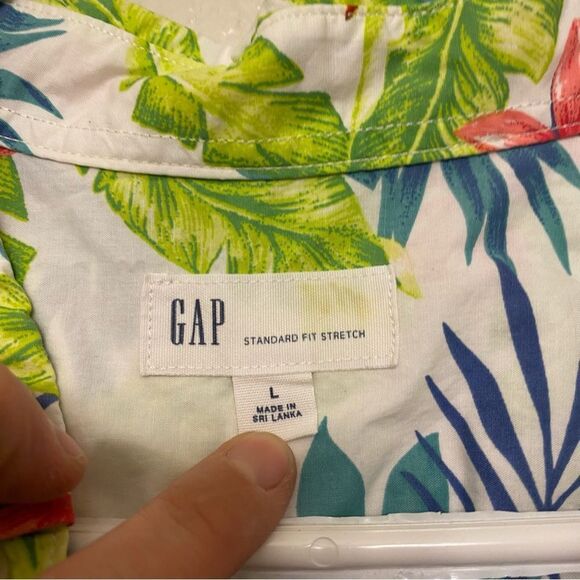 GAP
STANDARD FIT STRETCH
L
MADE IN
SRI LANKA